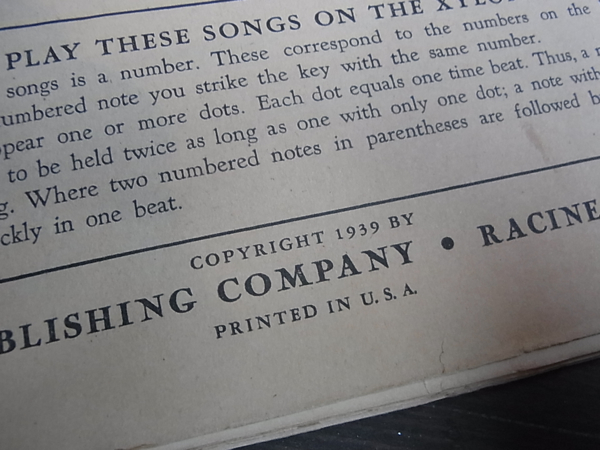 PLAY THESE SONGS ON THE XYLO
songs is a number. These correspond to the numbers on the
umbered note you strike the key with the same number.
ppear one or more dots. Each dot equals one time beat. Thus, a n
to be held twice as long as one with only one dot; a note with
g. Where two numbered notes in parentheses are followed b
ckly in one beat.
COPYRIGHT 1939 BY
BLISHING COMPANY • RACINE
PRINTED IN U. S. A.